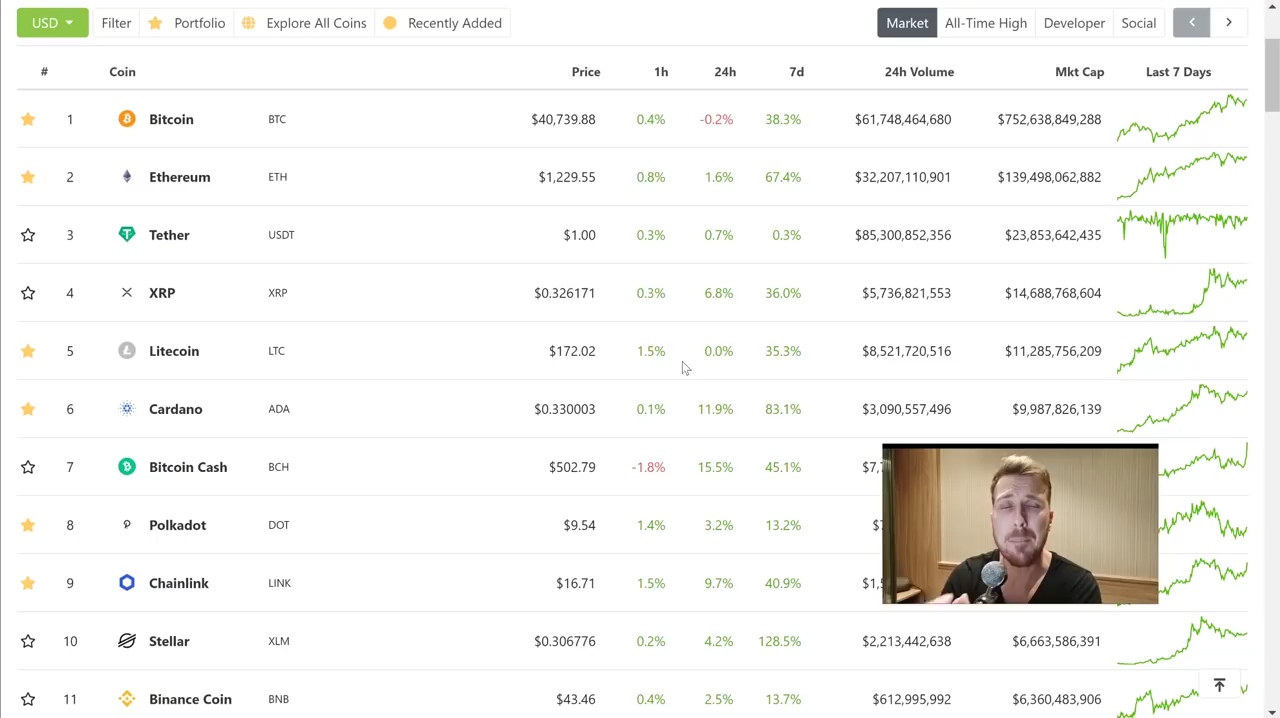 USD Filter Portfolio Explore All Coins Recently Added Market All-Time High Developer Social
# Coin Price 1h 24h 7d 24h Volume Mkt Cap Last 7 Days
1 Bitcoin BTC $40,739.88 0.4% -0.2% 38.3% $61,748,464,680 $752,638,849,288
2 Ethereum ETH $1,229.55 0.8% 1.6% 67.4% $32,207,110,901 $139,498,062,882
3 Tether USDT $1.00 0.3% 0.7% 0.3% $85,300,852,356 $23,853,642,435
4 XRP XRP $0.326171 0.3% 6.8% 36.0% $5,736,821,553 $14,688,768,604
5 Litecoin LTC $172.02 1.5% 0.0% 35.3% $8,521,720,516 $11,285,756,209
6 Cardano ADA $0.330003 0.1% 11.9% 83.1% $3,090,557,496 $9,987,826,139
7 Bitcoin Cash BCH $502.79 -1.8% 15.5% 45.1%
8 Polkadot DOT $9.54 1.4% 3.2% 13.2%
9 Chainlink LINK $16.71 1.5% 9.7% 40.9%
10 Stellar XLM $0.306776 0.2% 4.2% 128.5% $2,213,442,638 $6,663,586,391
11 Binance Coin BNB $43.46 0.4% 2.5% 13.7% $612,995,992 $6,360,483,906